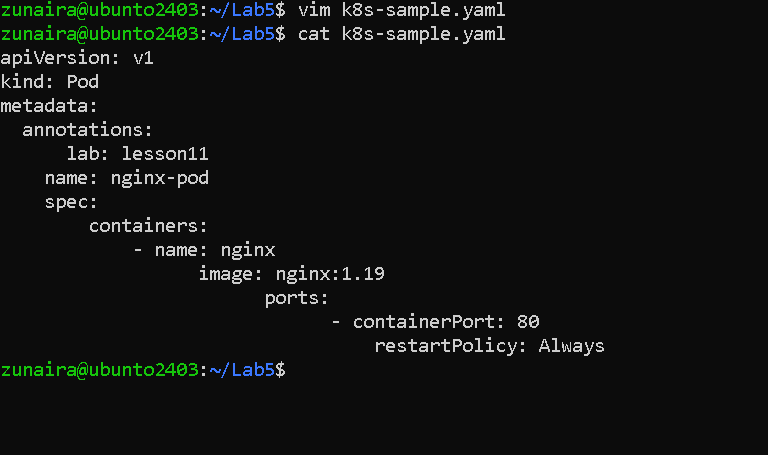 zunaira@ubunto2403:~/Lab5$ vim k8s-sample.yaml
zunaira@ubunto2403:~/Lab5$ cat k8s-sample.yaml
apiVersion: v1
kind: Pod
metadata:
  annotations:
      lab: lesson11
    name: nginx-pod
    spec:
        containers:
            - name: nginx
                  image: nginx:1.19
                        ports:
                              - containerPort: 80
                                  restartPolicy: Always
zunaira@ubunto2403:~/Lab5$